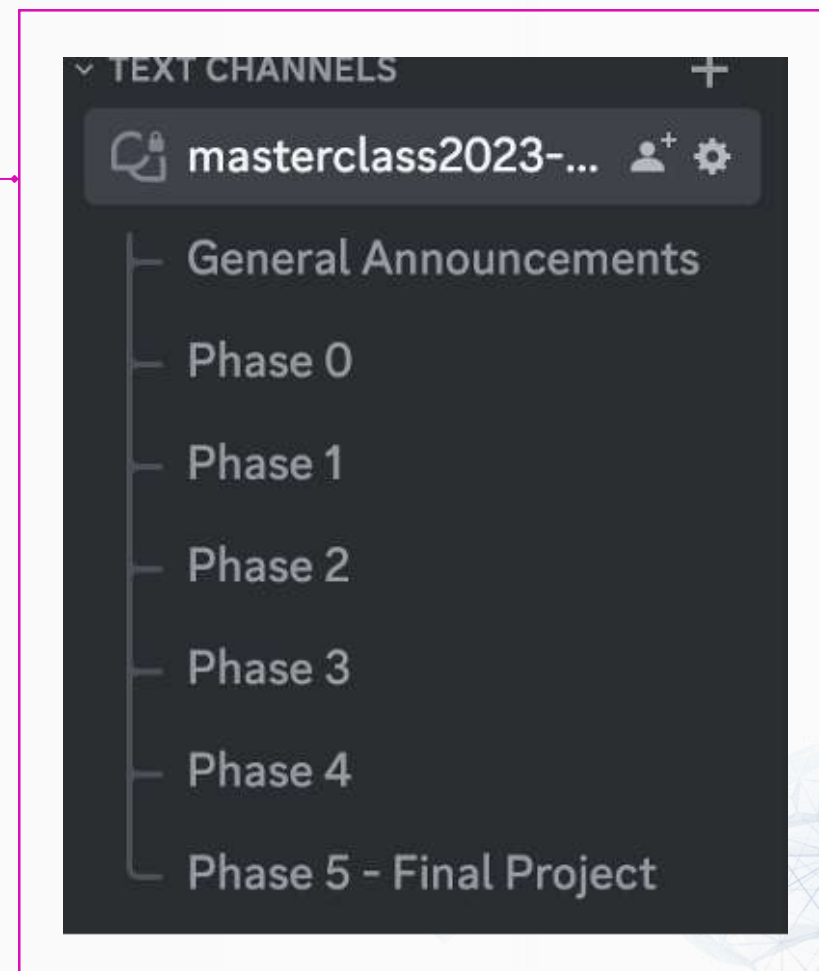 TEXT CHANNELS
masterclass2023-...
General Announcements
Phase 0
Phase 1
Phase 2
Phase 3
Phase 4
Phase 5 - Final Project